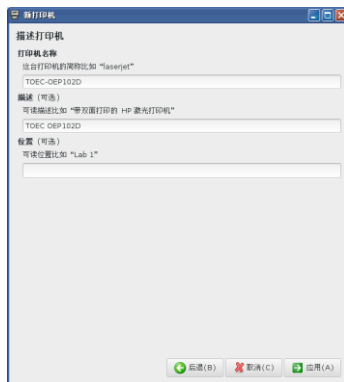 新打印机
描述打印机
打印机名称
这台打印机的简称比如 “laserjet”
TOEC-OEP102D
描述 (可选)
可读描述比如 “带双面打印的 HP 激光打印机”
TOEC OEP102D
位置 (可选)
可读位置比如 “Lab 1”
后退(B) 取消(C) 应用(A)